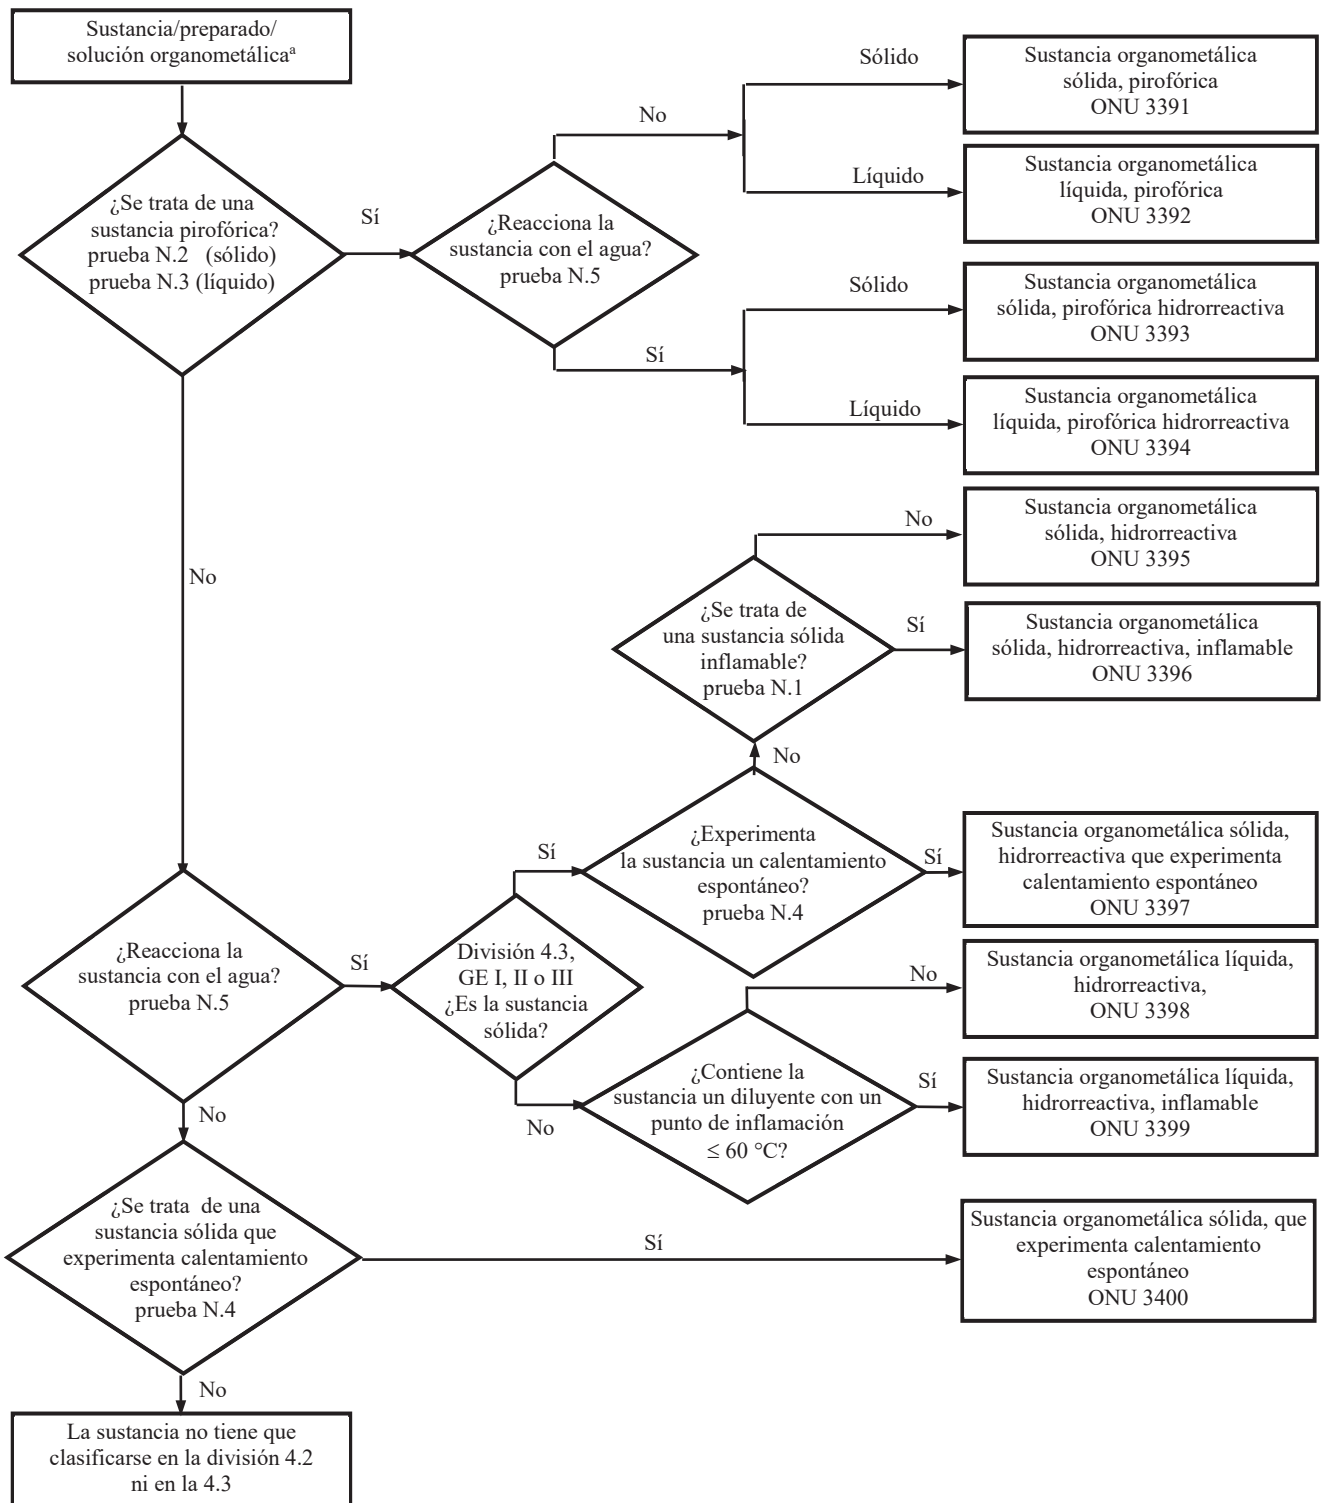 Sustancia/preparado/
solución organometálicaª
¿Se trata de una
sustancia pirofórica?
prueba N.2 (sólido)
prueba N.3 (líquido)
Sí
¿Reacciona la
sustancia con el agua?
prueba N.5
No
Sólido
Sustancia organometálica
sólida, pirofórica
ONU 3391
Líquido
Sustancia organometálica
líquida, pirofórica
ONU 3392
Sí
Sólido
Sustancia organometálica
sólida, pirofórica hidrorreactiva
ONU 3393
Líquido
Sustancia organometálica
líquida, pirofórica hidrorreactiva
ONU 3394
No
No
Sustancia organometálica
sólida, hidrorreactiva
ONU 3395
¿Se trata de
una sustancia sólida
inflamable?
prueba N.1
Sí
Sustancia organometálica
sólida, hidrorreactiva, inflamable
ONU 3396
No
¿Experimenta
la sustancia un calentamiento
espontáneo?
prueba N.4
Sí
Sustancia organometálica sólida,
hidrorreactiva que experimenta
calentamiento espontáneo
ONU 3397
Sí
¿Reacciona la
sustancia con el agua?
prueba N.5
Sí
División 4.3,
GE I, II o III
¿Es la sustancia
sólida?
No
Sustancia organometálica líquida,
hidrorreactiva,
ONU 3398
No
¿Contiene la
sustancia un diluyente con un
punto de inflamación
≤ 60 °C?
Sí
Sustancia organometálica líquida,
hidrorreactiva, inflamable
ONU 3399
No
¿Se trata de una
sustancia sólida que
experimenta calentamiento
espontáneo?
prueba N.4
Sí
Sustancia organometálica sólida, que
experimenta calentamiento
espontáneo
ONU 3400
No
La sustancia no tiene que
clasificarse en la división 4.2
ni en la 4.3